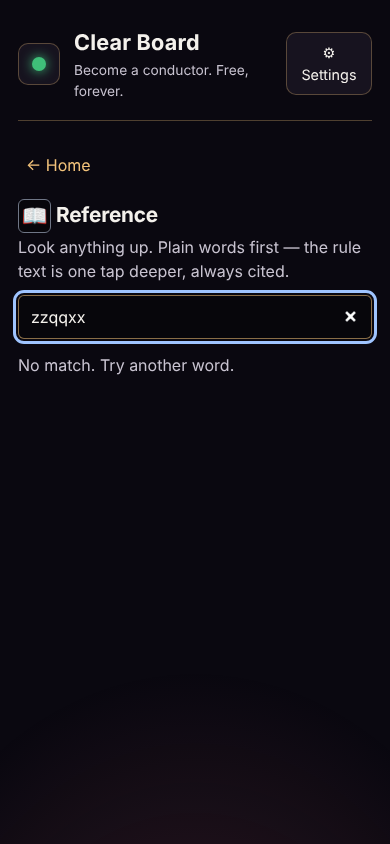 Clear Board
Become a conductor. Free,
forever.
⚙
Settings
← Home
📖 Reference
Look anything up. Plain words first — the rule
text is one tap deeper, always cited.
zzqqxx ×
No match. Try another word.